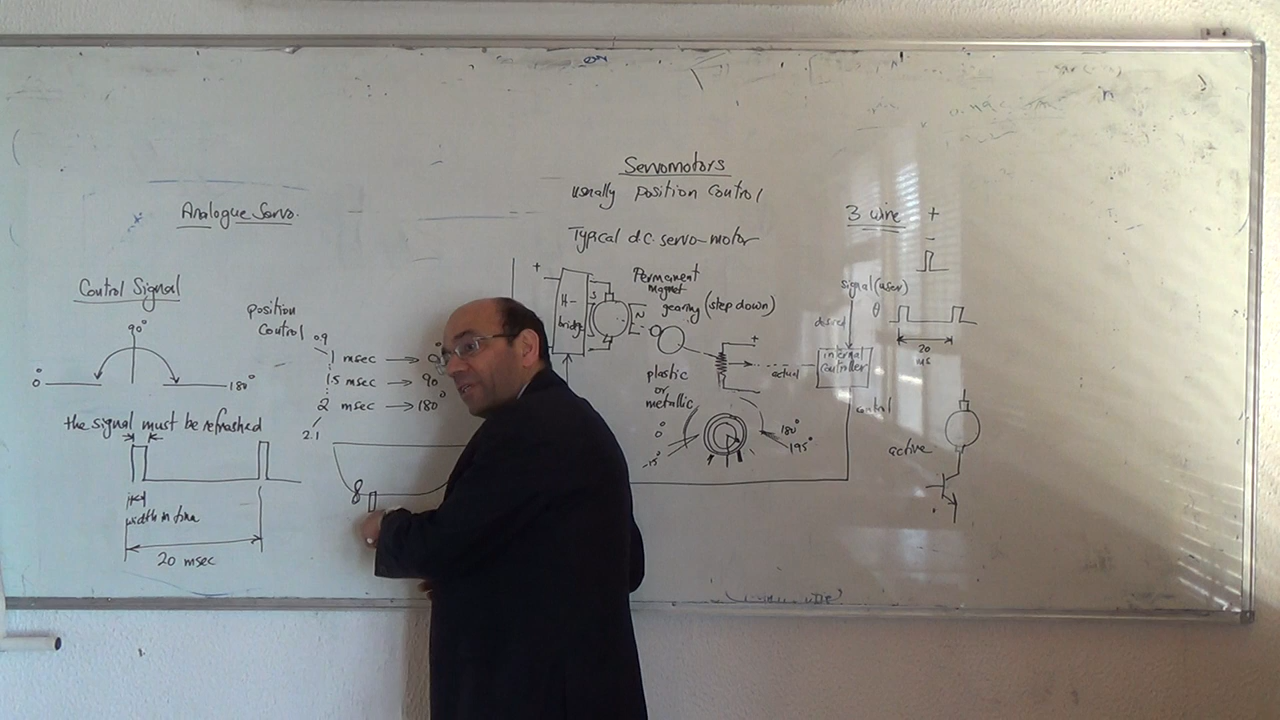 Servomotors
usually position control
Typical d.c. servo-motor
Analogue Servo.
Control Signal
90°
0°
180°
the signal must be refreshed
width in time
20 msec
position
control
0.9
1 msec → 0°
1.5 msec → 90°
2 msec → 180°
2.1
8
+
H-
bridge
S
N
Permanent
magnet
gearing (step down)
+
plastic
or
metallic
0°
-15°
180°
195°
actual
desired
internal
controller
control
3 wire
+
-
signal (user)
θ
20
ms
active